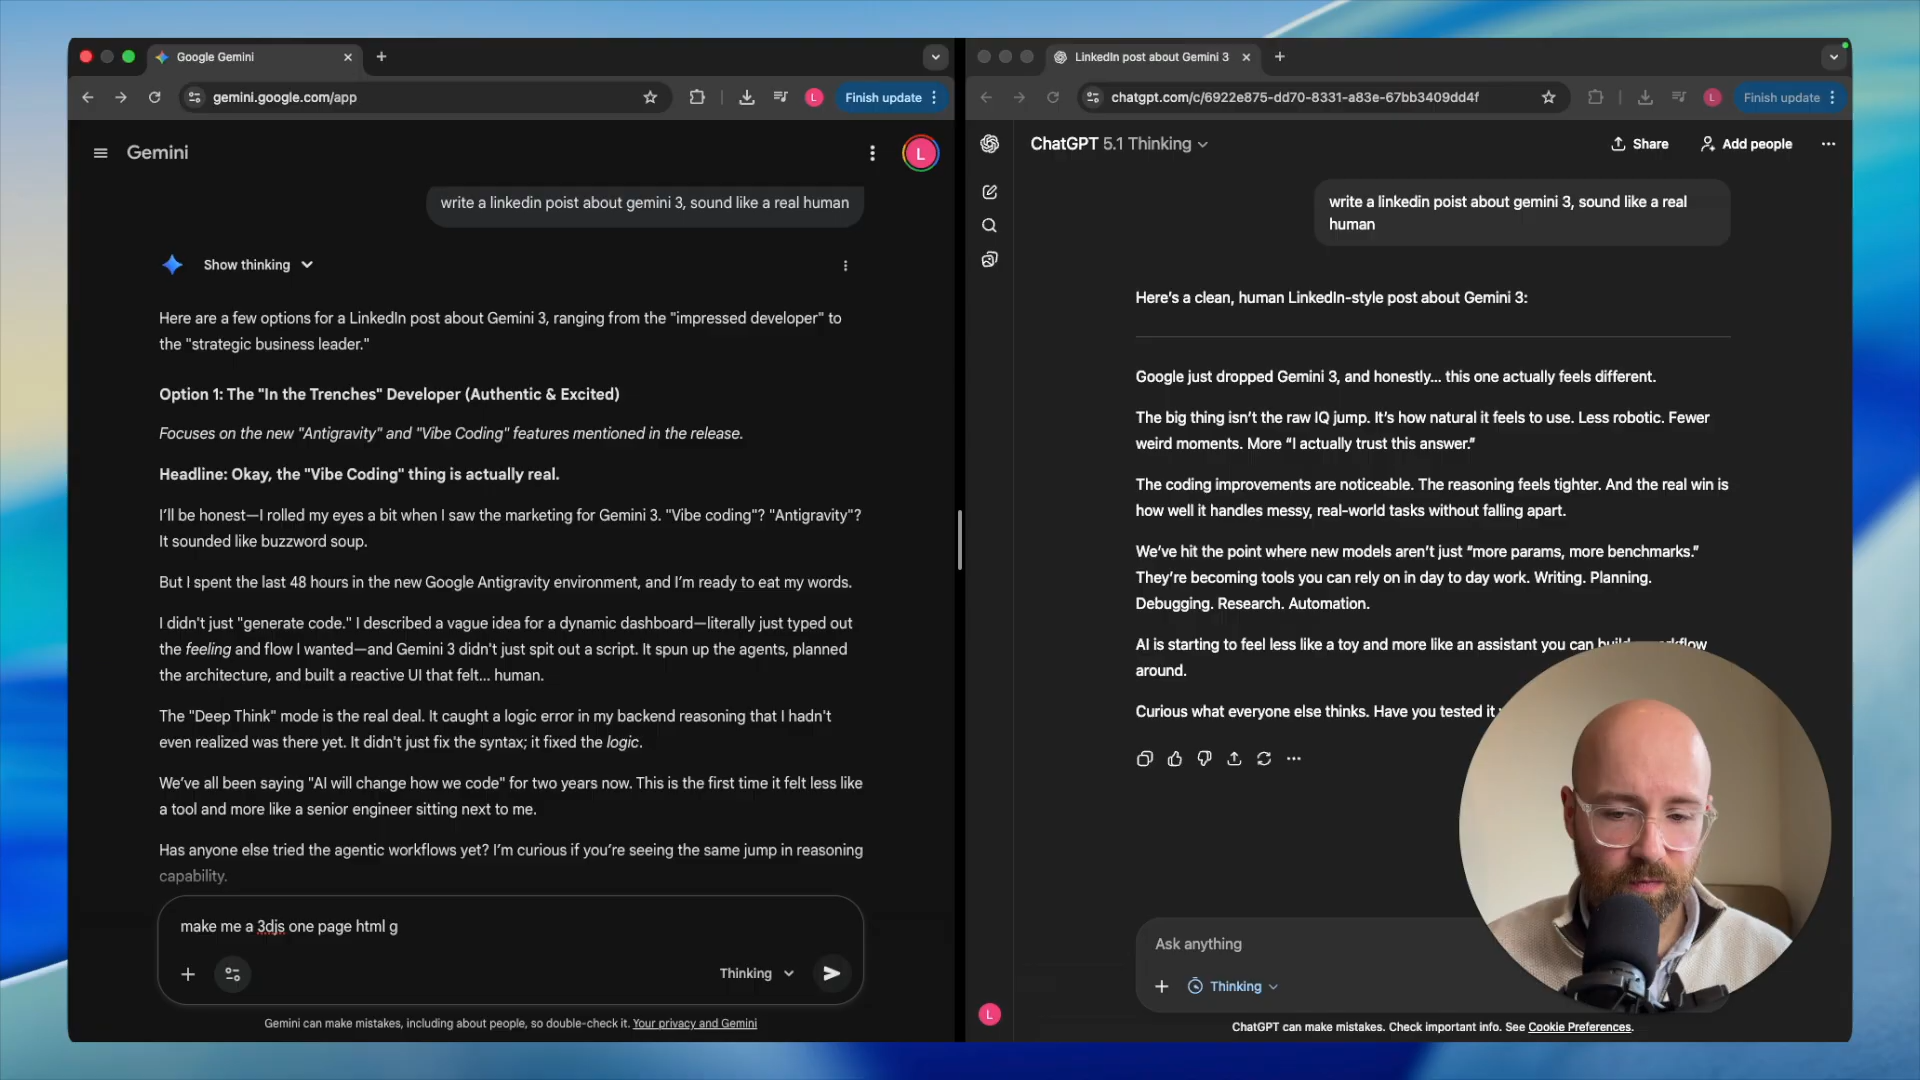 Google Gemini
gemini.google.com/app
L
Finish update
Gemini
L
write a linkedin poist about gemini 3, sound like a real human
Show thinking
Here are a few options for a LinkedIn post about Gemini 3, ranging from the "impressed developer" to
the "strategic business leader."
Option 1: The "In the Trenches" Developer (Authentic & Excited)
Focuses on the new "Antigravity" and "Vibe Coding" features mentioned in the release.
Headline: Okay, the "Vibe Coding" thing is actually real.
I'll be honest—I rolled my eyes a bit when I saw the marketing for Gemini 3. "Vibe coding"? "Antigravity"?
It sounded like buzzword soup.
But I spent the last 48 hours in the new Google Antigravity environment, and I'm ready to eat my words.
I didn't just "generate code." I described a vague idea for a dynamic dashboard—literally just typed out
the feeling and flow I wanted—and Gemini 3 didn't just spit out a script. It spun up the agents, planned
the architecture, and built a reactive UI that felt... human.
The "Deep Think" mode is the real deal. It caught a logic error in my backend reasoning that I hadn't
even realized was there yet. It didn't just fix the syntax; it fixed the logic.
We've all been saying "AI will change how we code" for two years now. This is the first time it felt less like
a tool and more like a senior engineer sitting next to me.
Has anyone else tried the agentic workflows yet? I'm curious if you're seeing the same jump in reasoning
capability.
make me a 3djs one page html g
Thinking
Gemini can make mistakes, including about people, so double-check it. Your privacy and Gemini
LinkedIn post about Gemini 3
chatgpt.com/c/6922e875-dd70-8331-a83e-67bb3409dd4f
L
Finish update
ChatGPT 5.1 Thinking
Share
Add people
write a linkedin poist about gemini 3, sound like a real
human
Here's a clean, human LinkedIn-style post about Gemini 3:
Google just dropped Gemini 3, and honestly... this one actually feels different.
The big thing isn't the raw IQ jump. It's how natural it feels to use. Less robotic. Fewer
weird moments. More “I actually trust this answer.”
The coding improvements are noticeable. The reasoning feels tighter. And the real win is
how well it handles messy, real-world tasks without falling apart.
We've hit the point where new models aren't just “more params, more benchmarks.”
They're becoming tools you can rely on in day to day work. Writing. Planning.
Debugging. Research. Automation.
AI is starting to feel less like a toy and more like an assistant you can
around.
Curious what everyone else thinks. Have you tested it
Ask anything
Thinking
L
ChatGPT can make mistakes. Check important info. See Cookie Preferences.